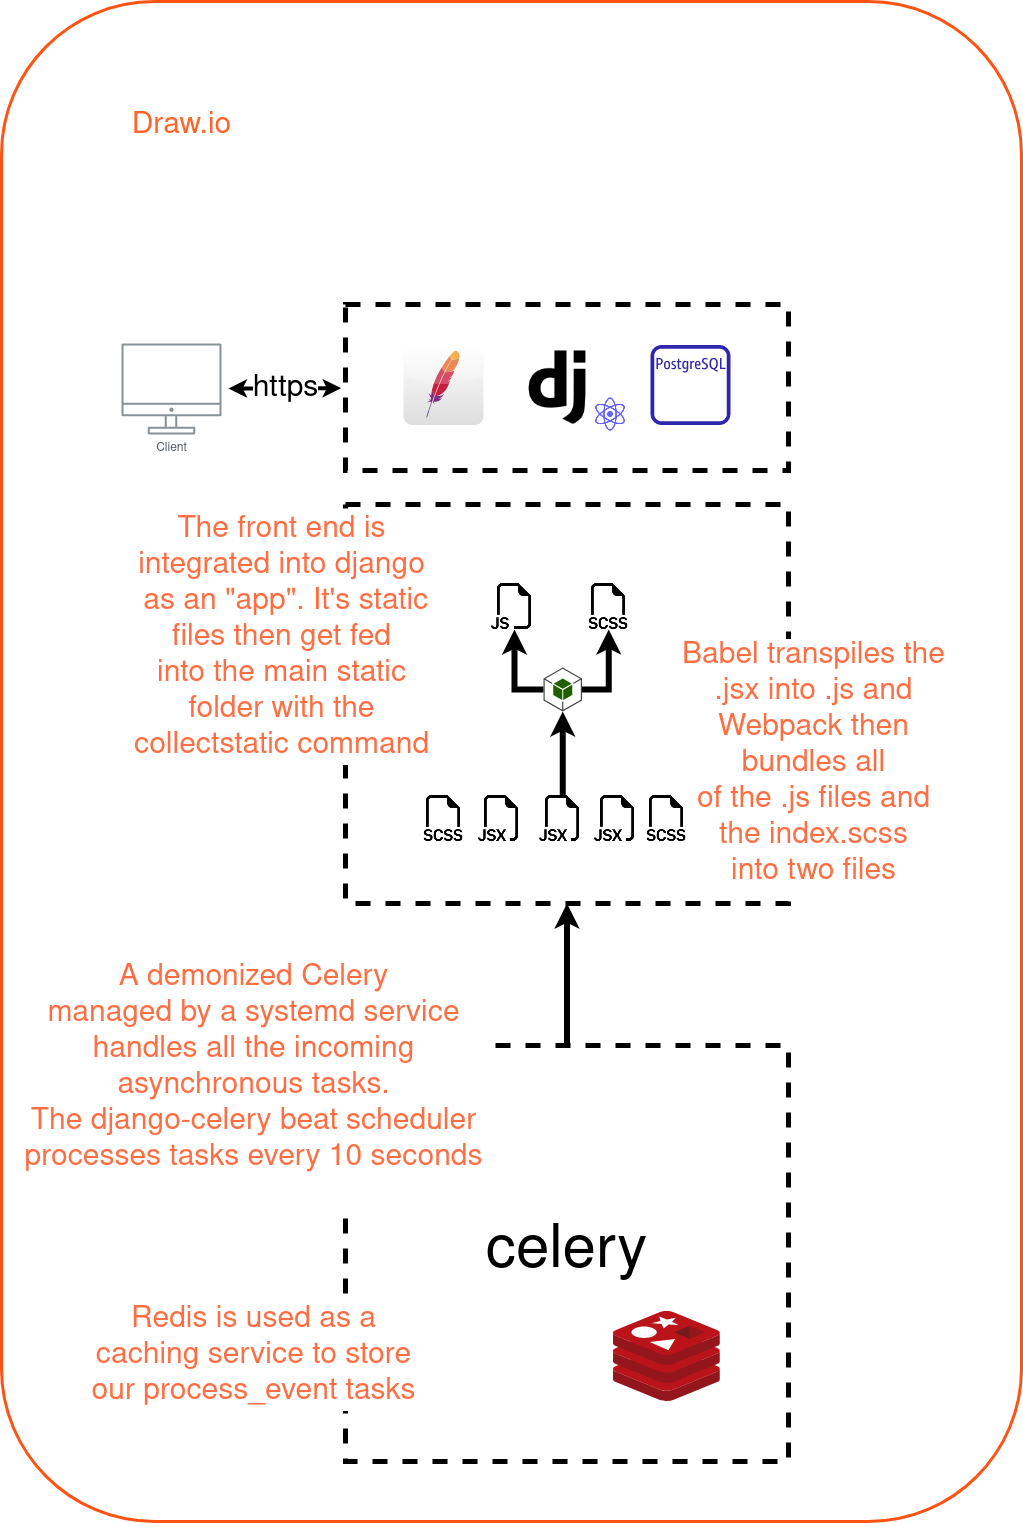 Draw.io
https
Client
dj
PostgreSQL
The front end is
integrated into django
as an "app". It's static
files then get fed
into the main static
folder with the
collectstatic command
JS
SCSS
Babel transpiles the
.jsx into .js and
Webpack then
bundles all
of the .js files and
the index.scss
into two files
SCSS
JSX
JSX
JSX
SCSS
A demonized Celery
managed by a systemd service
handles all the incoming
asynchronous tasks.
The django-celery beat scheduler
processes tasks every 10 seconds
celery
Redis is used as a
caching service to store
our process_event tasks